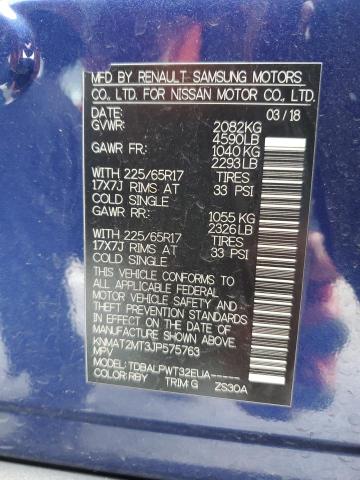 MFD BY RENAULT SAMSUNG MOTORS
CO., LTD. FOR NISSAN MOTOR CO., LTD.
DATE: 03/18
GVWR: 2082KG
4590LB
GAWR FR: 1040KG
2293LB
WITH 225/65R17 TIRES
17X7J RIMS AT 33 PSI
COLD SINGLE
GAWR RR: 1055KG
2326LB
WITH 225/65R17 TIRES
17X7J RIMS AT 33 PSI
COLD SINGLE
THIS VEHICLE CONFORMS TO
ALL APPLICABLE FEDERAL
MOTOR VEHICLE SAFETY AND
THEFT PREVENTION STANDARDS
IN EFFECT ON THE DATE OF
MANUFACTURE SHOWN ABOVE.
KNMAT2MT3JP575763
MPV
MODEL:TDBALPWT32EUA-----
COLOR:RBY TRIM:G ZS30A